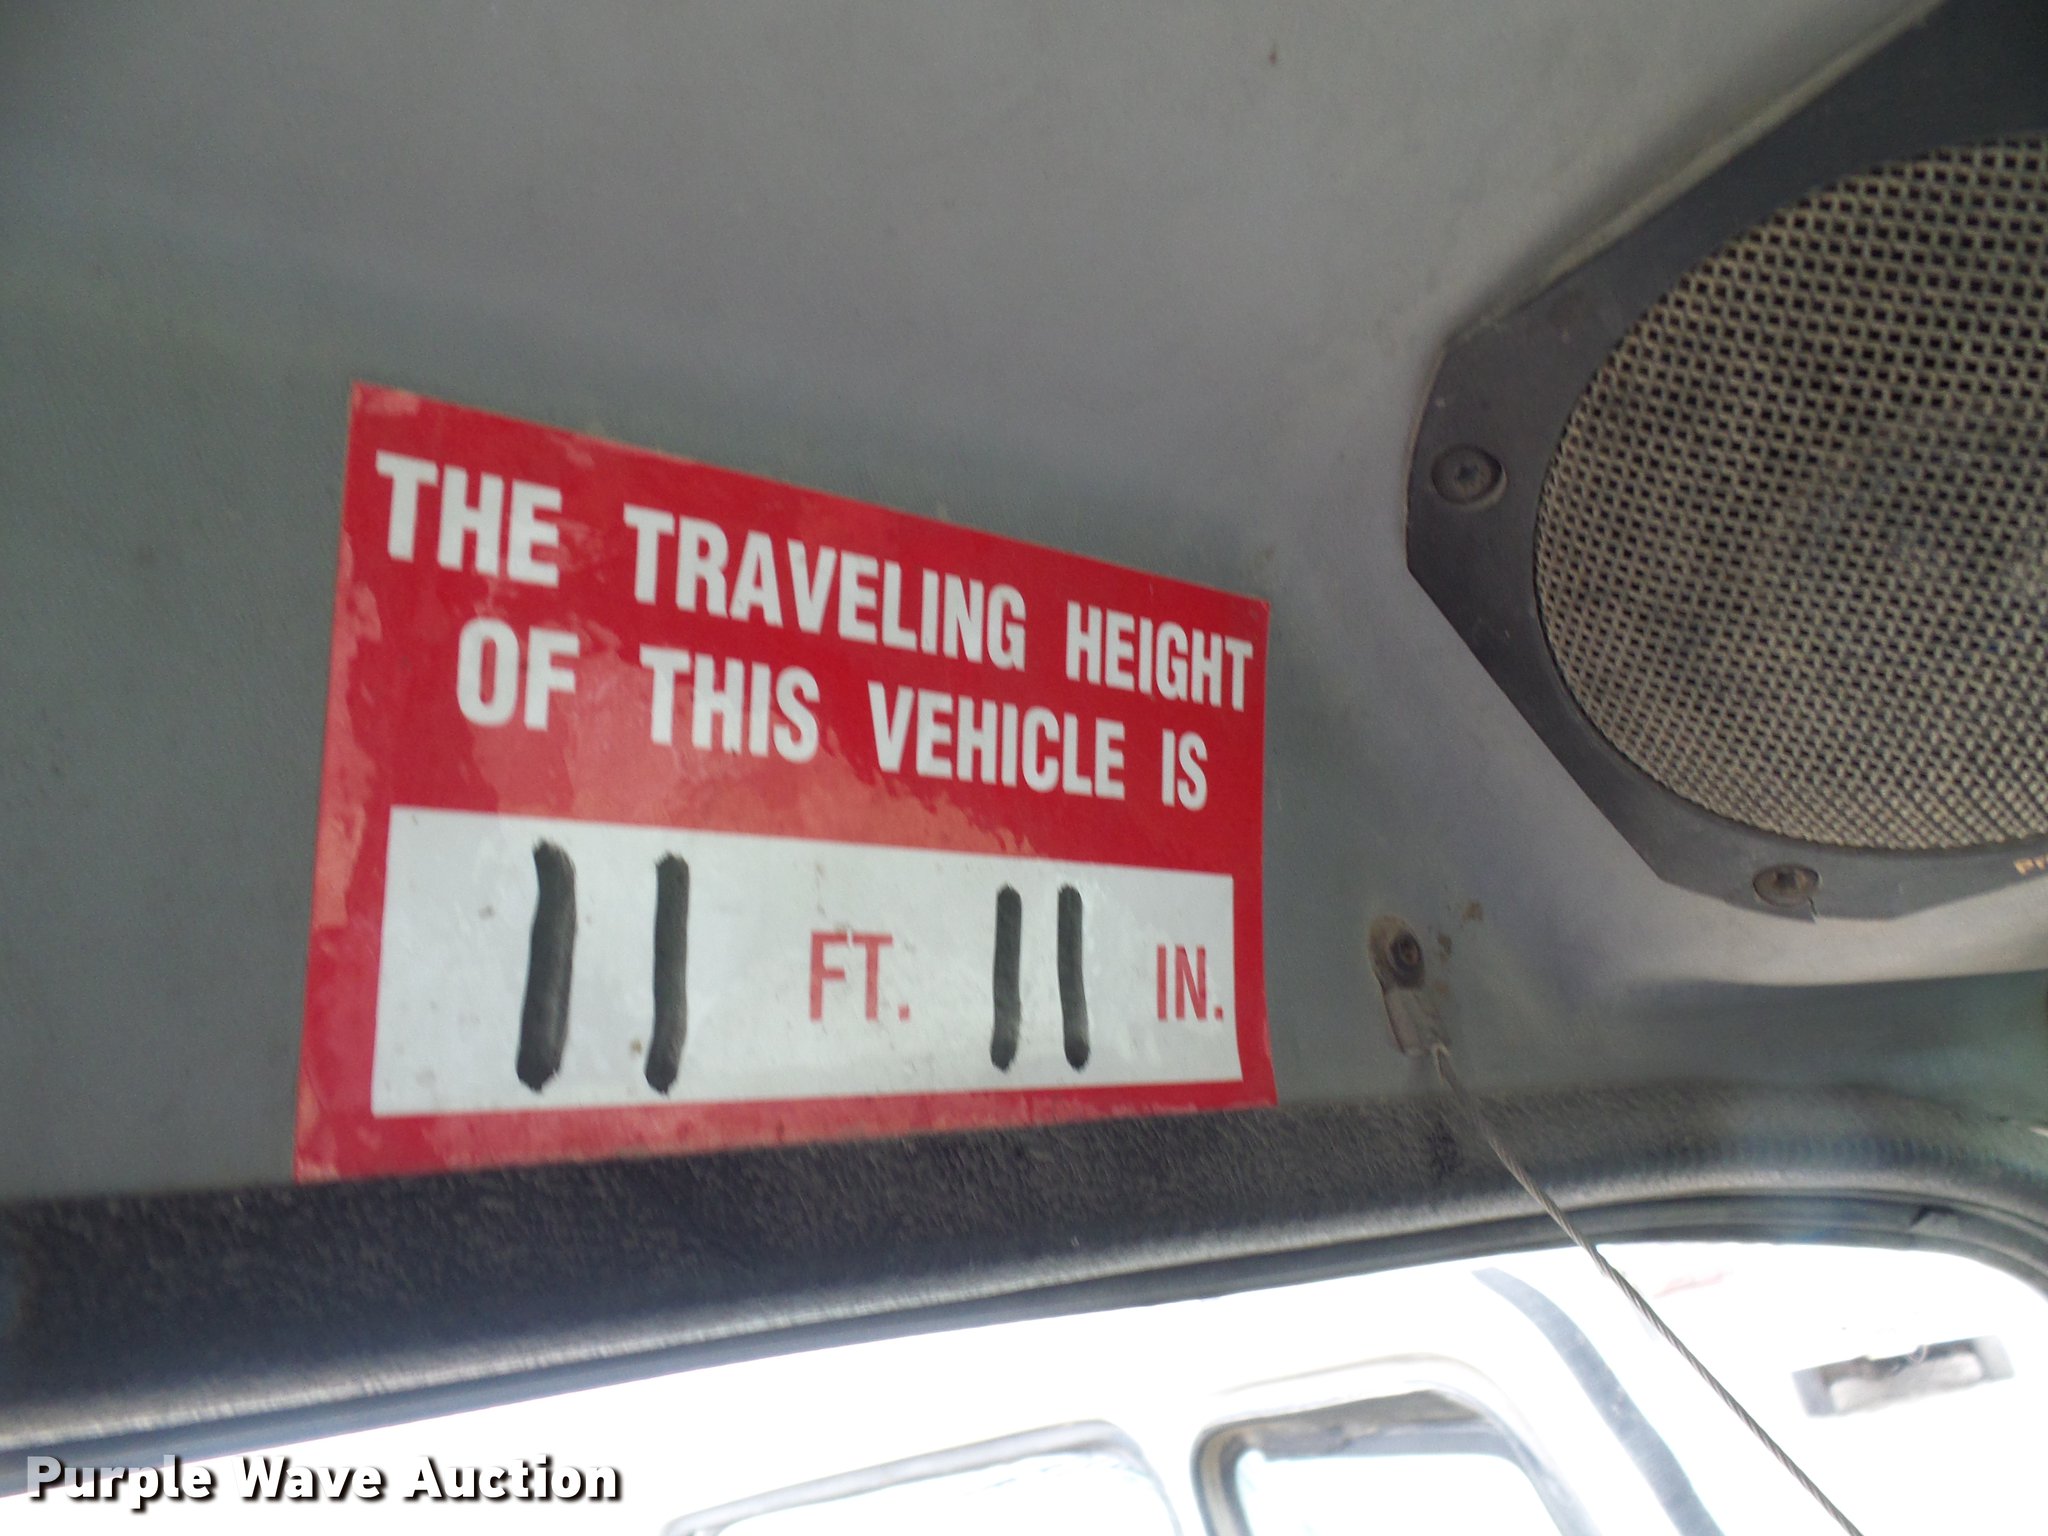 THE TRAVELING HEIGHT
OF THIS VEHICLE IS
11 FT. 11 IN.
Purple Wave Auction